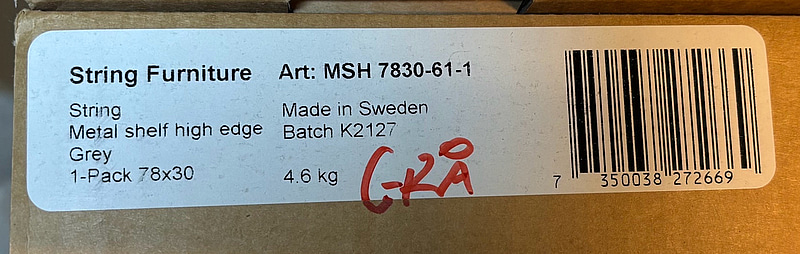 String Furniture Art: MSH 7830-61-1
String Made in Sweden
Metal shelf high edge Batch K2127
Grey
1-Pack 78x30 4.6 kg
GRÅ
7 350038 272669